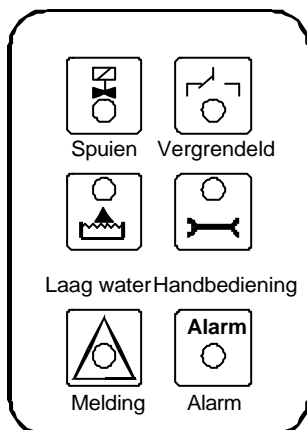 Spuien Vergrendeld
Laag water Handbediening
Alarm
Melding Alarm